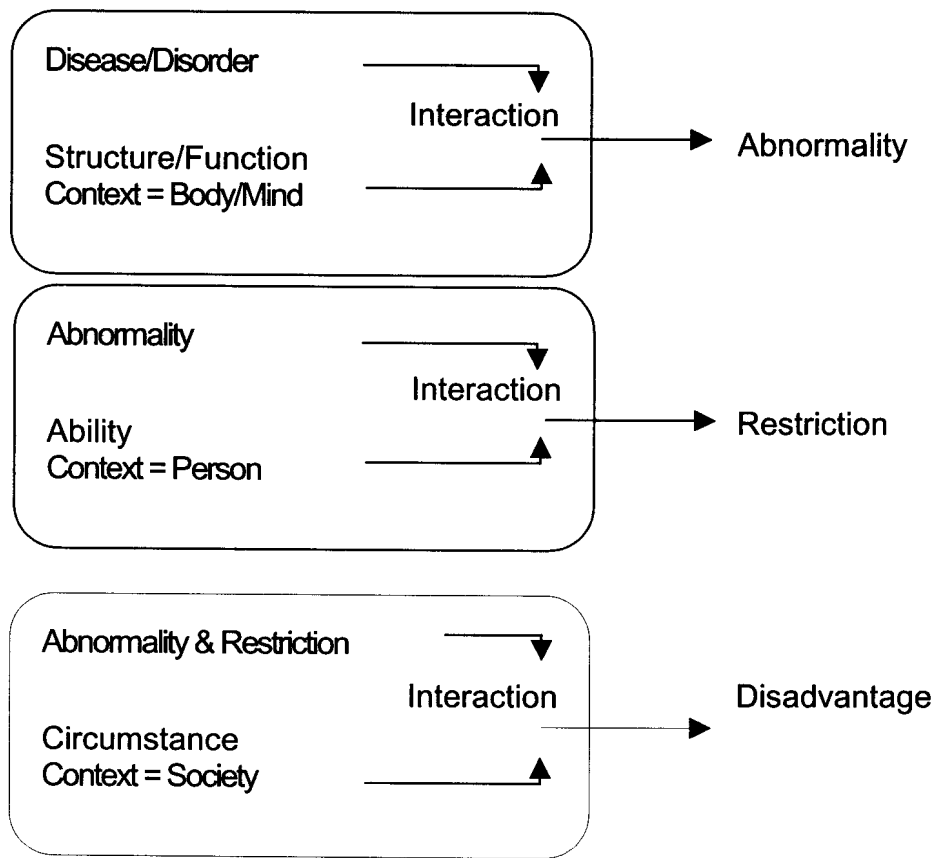 Disease/Disorder
Interaction
Abnormality
Structure/Function
Context = Body/Mind
Abnormality
Interaction
Restriction
Ability
Context = Person
Abnormality & Restriction
Interaction
Disadvantage
Circumstance
Context = Society